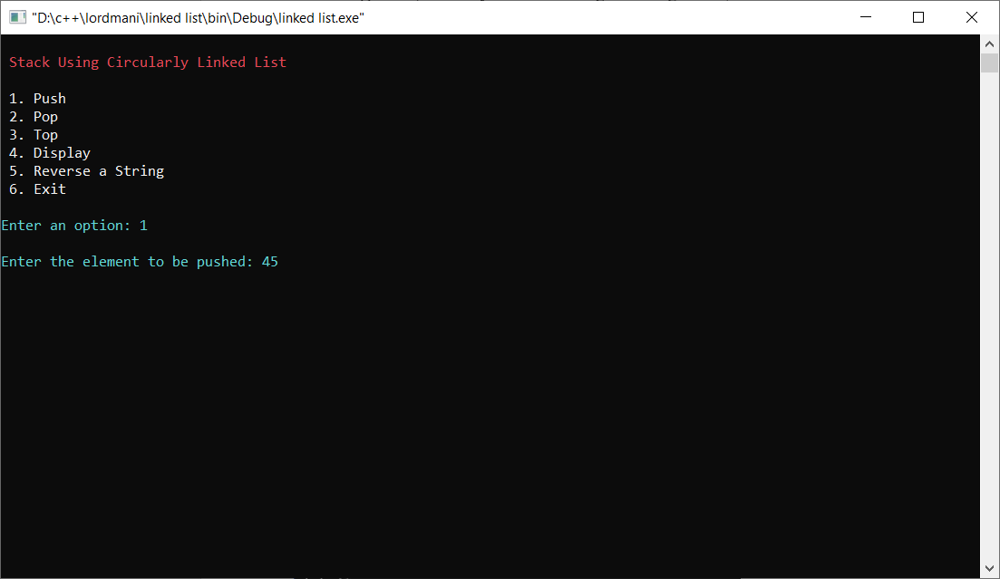 "D:\c++\lordmani\linked list\bin\Debug\linked list.exe"
Stack Using Circularly Linked List
1. Push
2. Pop
3. Top
4. Display
5. Reverse a String
6. Exit
Enter an option: 1
Enter the element to be pushed: 45